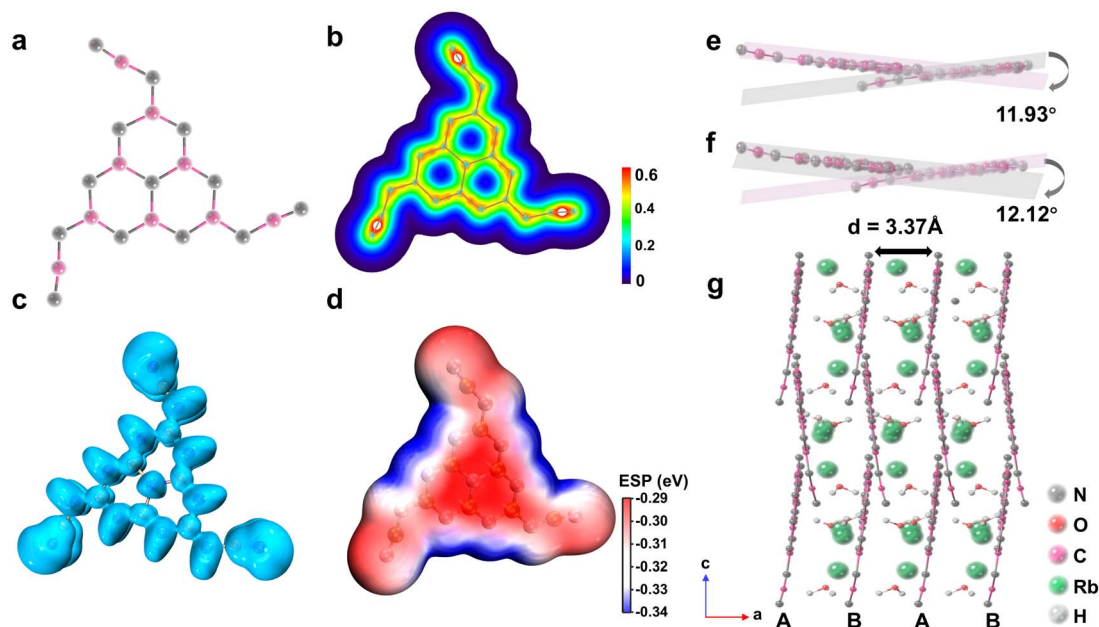 a
b
0.6
0.4
0.2
0
c
d
ESP (eV)
-0.29
-0.30
-0.31
-0.32
-0.33
-0.34
e
11.93°
f
12.12°
d = 3.37Å
g
c
a
A B A B
N
O
C
Rb
H